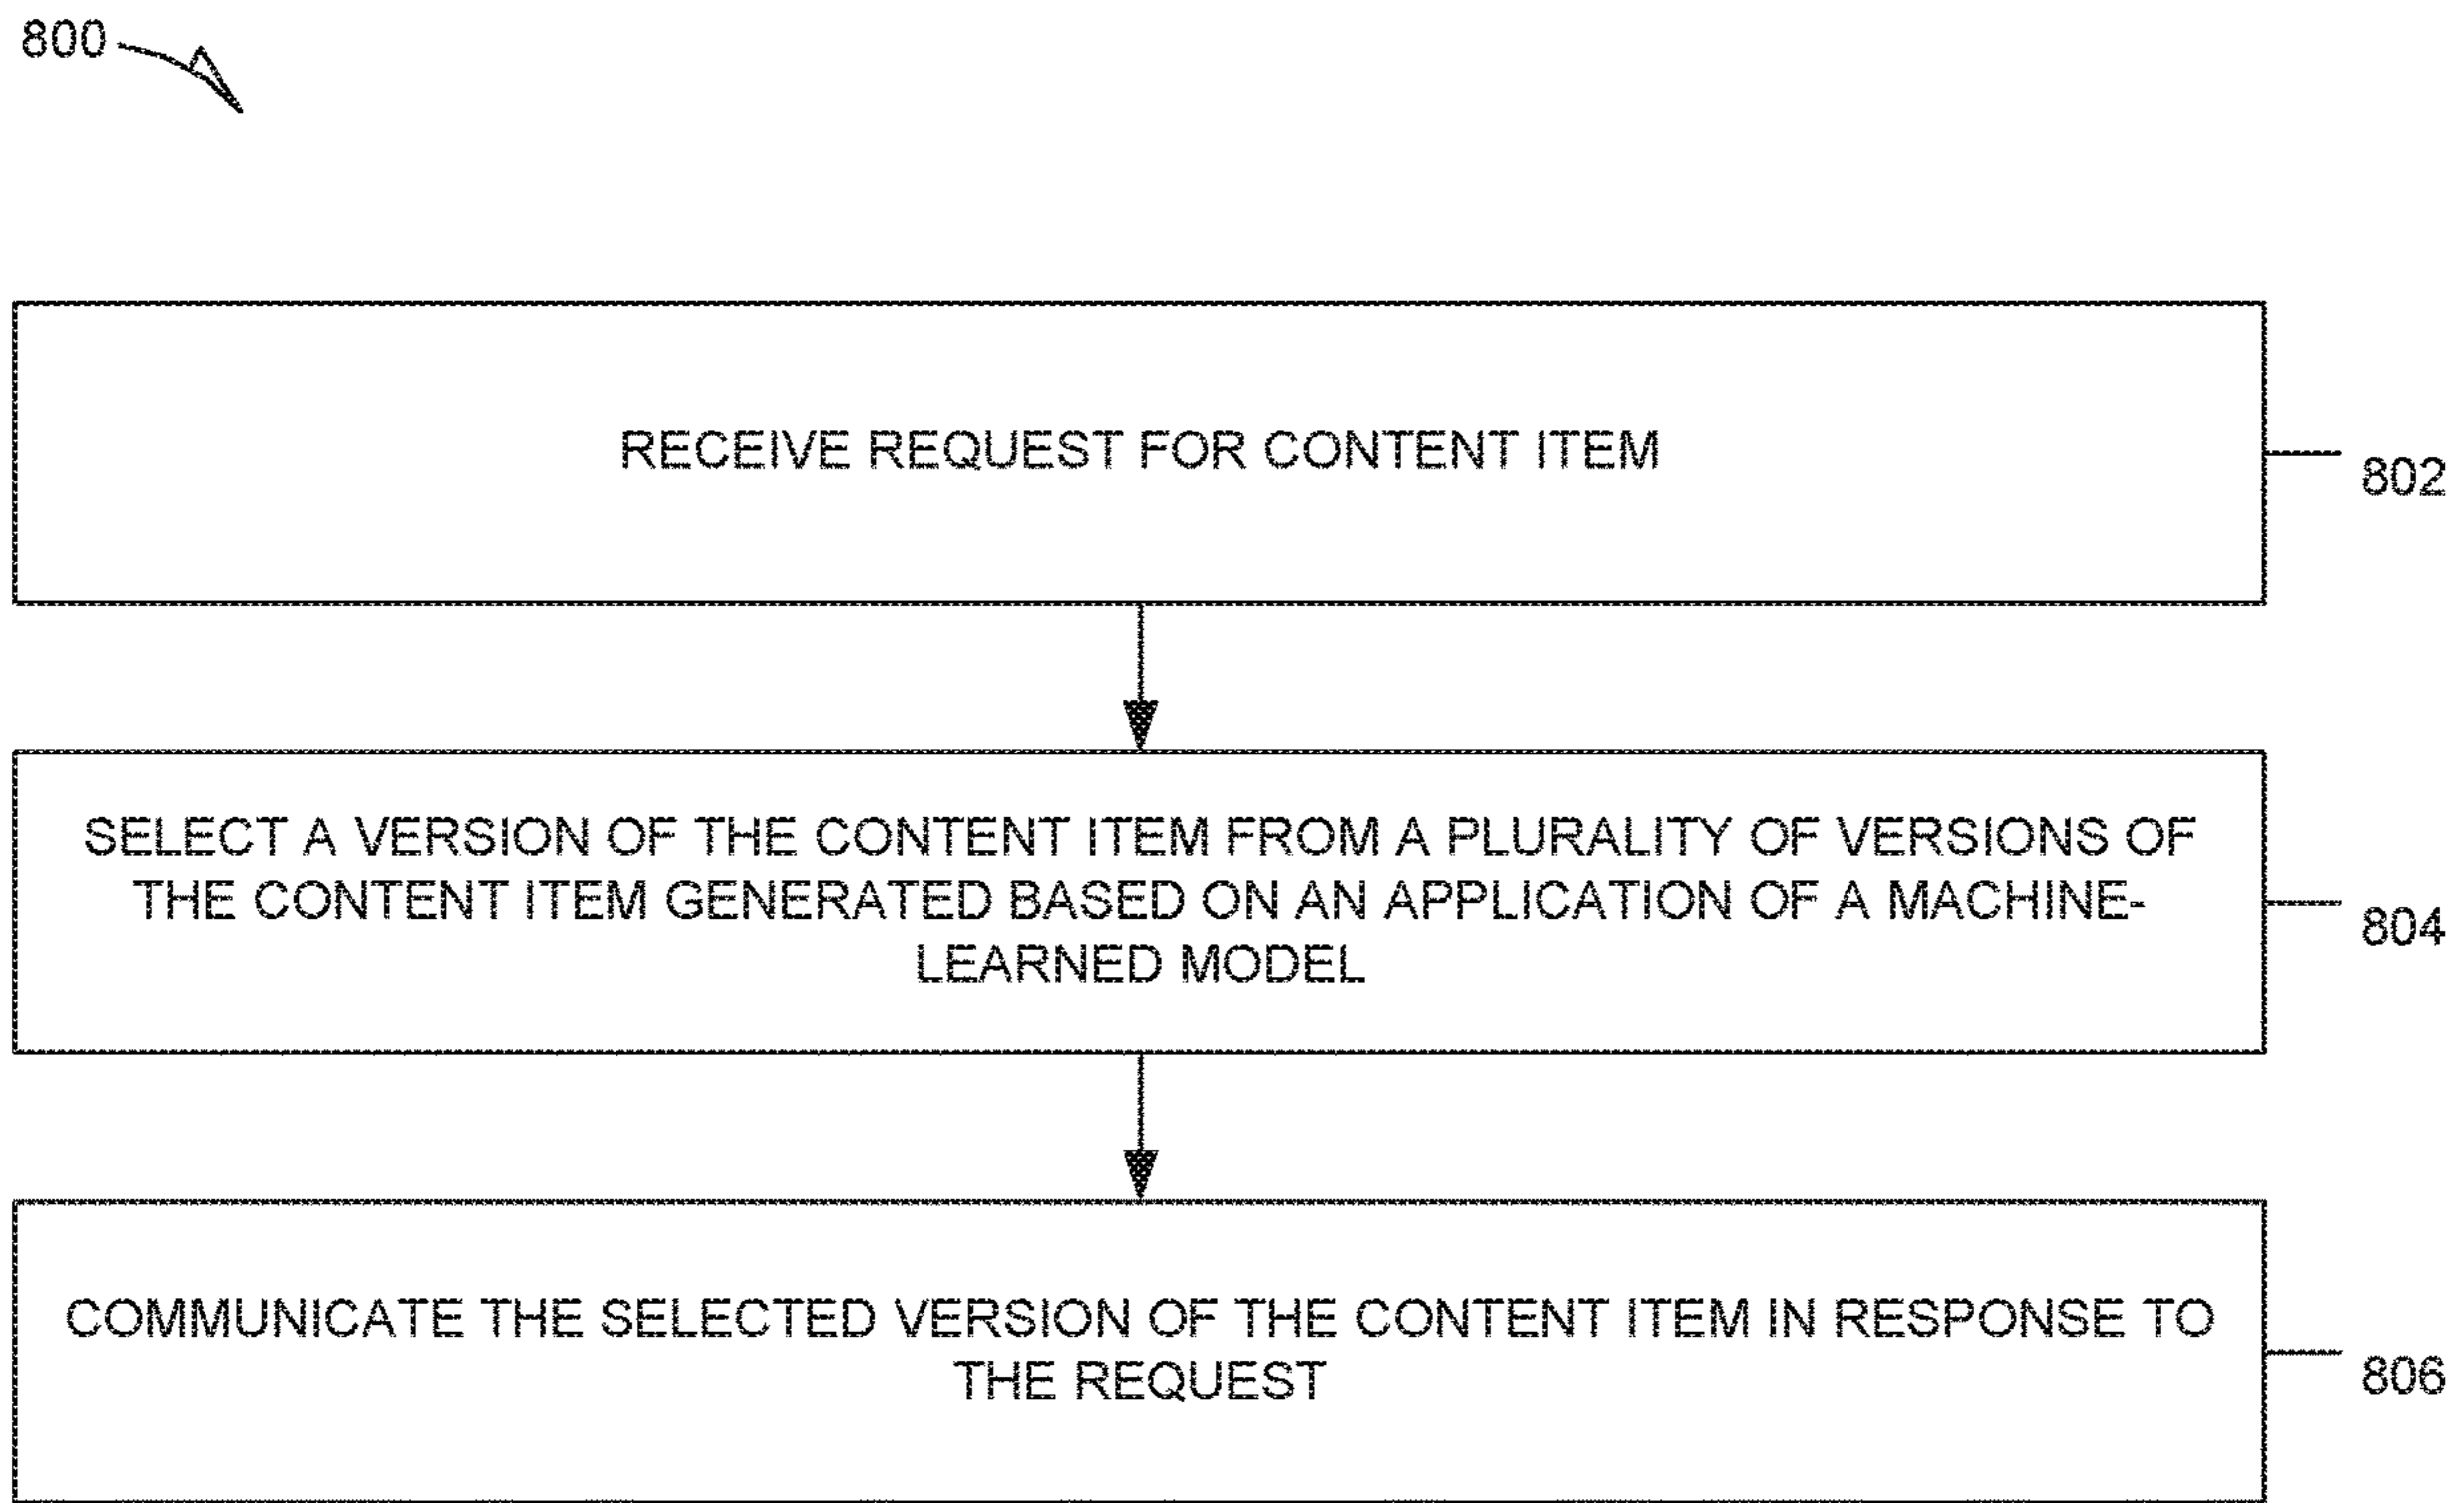 800
RECEIVE REQUEST FOR CONTENT ITEM
802
SELECT A VERSION OF THE CONTENT ITEM FROM A PLURALITY OF VERSIONS OF
THE CONTENT ITEM GENERATED BASED ON AN APPLICATION OF A MACHINE-
LEARNED MODEL
804
COMMUNICATE THE SELECTED VERSION OF THE CONTENT ITEM IN RESPONSE TO
THE REQUEST
806